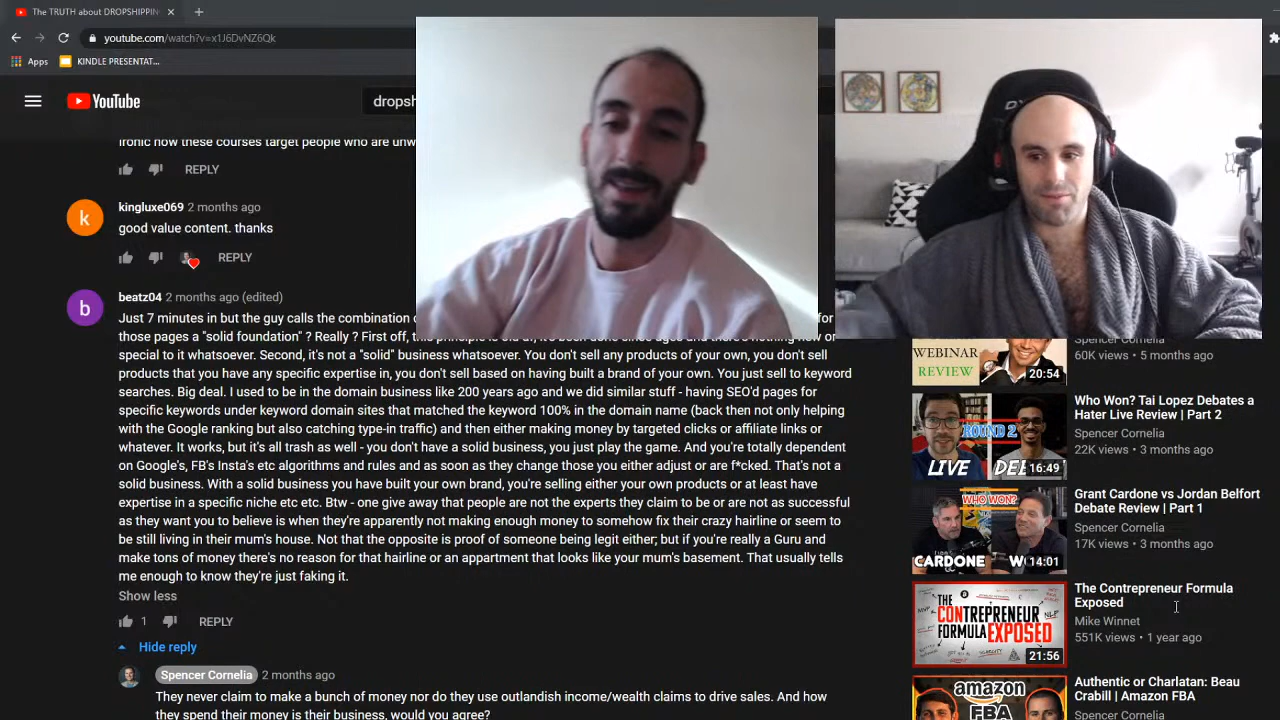 The TRUTH about DROPSHIPPIN
youtube.com/watch?v=x1J6DvNZ6Qk
Apps
KINDLE PRESENTAT...
YouTube
dropsh
Ironic how these courses target people who are unw
REPLY
kingluxe069 2 months ago
good value content. thanks
REPLY
beatz04 2 months ago (edited)
Just 7 minutes in but the guy calls the combination for
those pages a "solid foundation" ? Really ? First off,
special to it whatsoever. Second, it's not a "solid" business whatsoever. You don't sell any products of your own, you don't sell
products that you have any specific expertise in, you don't sell based on having built a brand of your own. You just sell to keyword
searches. Big deal. I used to be in the domain business like 200 years ago and we did similar stuff - having SEO'd pages for
specific keywords under keyword domain sites that matched the keyword 100% in the domain name (back then not only helping
with the Google ranking but also catching type-in traffic) and then either making money by targeted clicks or affiliate links or
whatever. It works, but it's a trash as well - you don't have a solid business, you just play the game. And you're totally dependent
on Google's, FB's Insta's etc algorithms and rules and as soon as they change those you either adjust or are f*cked. That's not a
solid business. With a solid business you have built your own brand, you're selling either your own products or at least have
expertise in a specific niche. Btw - one give away that people are not the experts they claim to be or are not as successful
as they want you to believe is when they're apparently not making enough money to somehow fix their crazy hairline or seem to
be still living in their mum's house. Not that the opposite is proof of someone being legit either; but if you're really a Guru and
make tons of money there's no reason for that hairline or an appartment that looks like your mum's basement. That usually tells
me enough to know they're just faking it.
Show less
1
REPLY
Hide reply
Spencer Cornelia 2 months ago
They never claim to make a bunch of money nor do they use outlandish income/wealth claims to drive sales. And how
they spend their money is their business, would you agree?
WEBINAR
REVIEW
20:54
Spencer Cornelia
60K views • 5 months ago
ROUND 2
LIVE
16:49
Who Won? Tai Lopez Debates a
Hater Live Review | Part 2
Spencer Cornelia
22K views • 3 months ago
WHO WON?
CARDONE
14:01
Grant Cardone vs Jordan Belfort
Debate Review | Part 1
Spencer Cornelia
17K views • 3 months ago
THE
CONTREPRENEUR
FORMULA EXPOSED
MVP
NLP
21:56
The Contrepreneur Formula
Exposed
Mike Winnet
551K views • 1 year ago
amazon
FBA
Authentic or Charlatan: Beau
Crabill | Amazon FBA
Spencer Cornelia